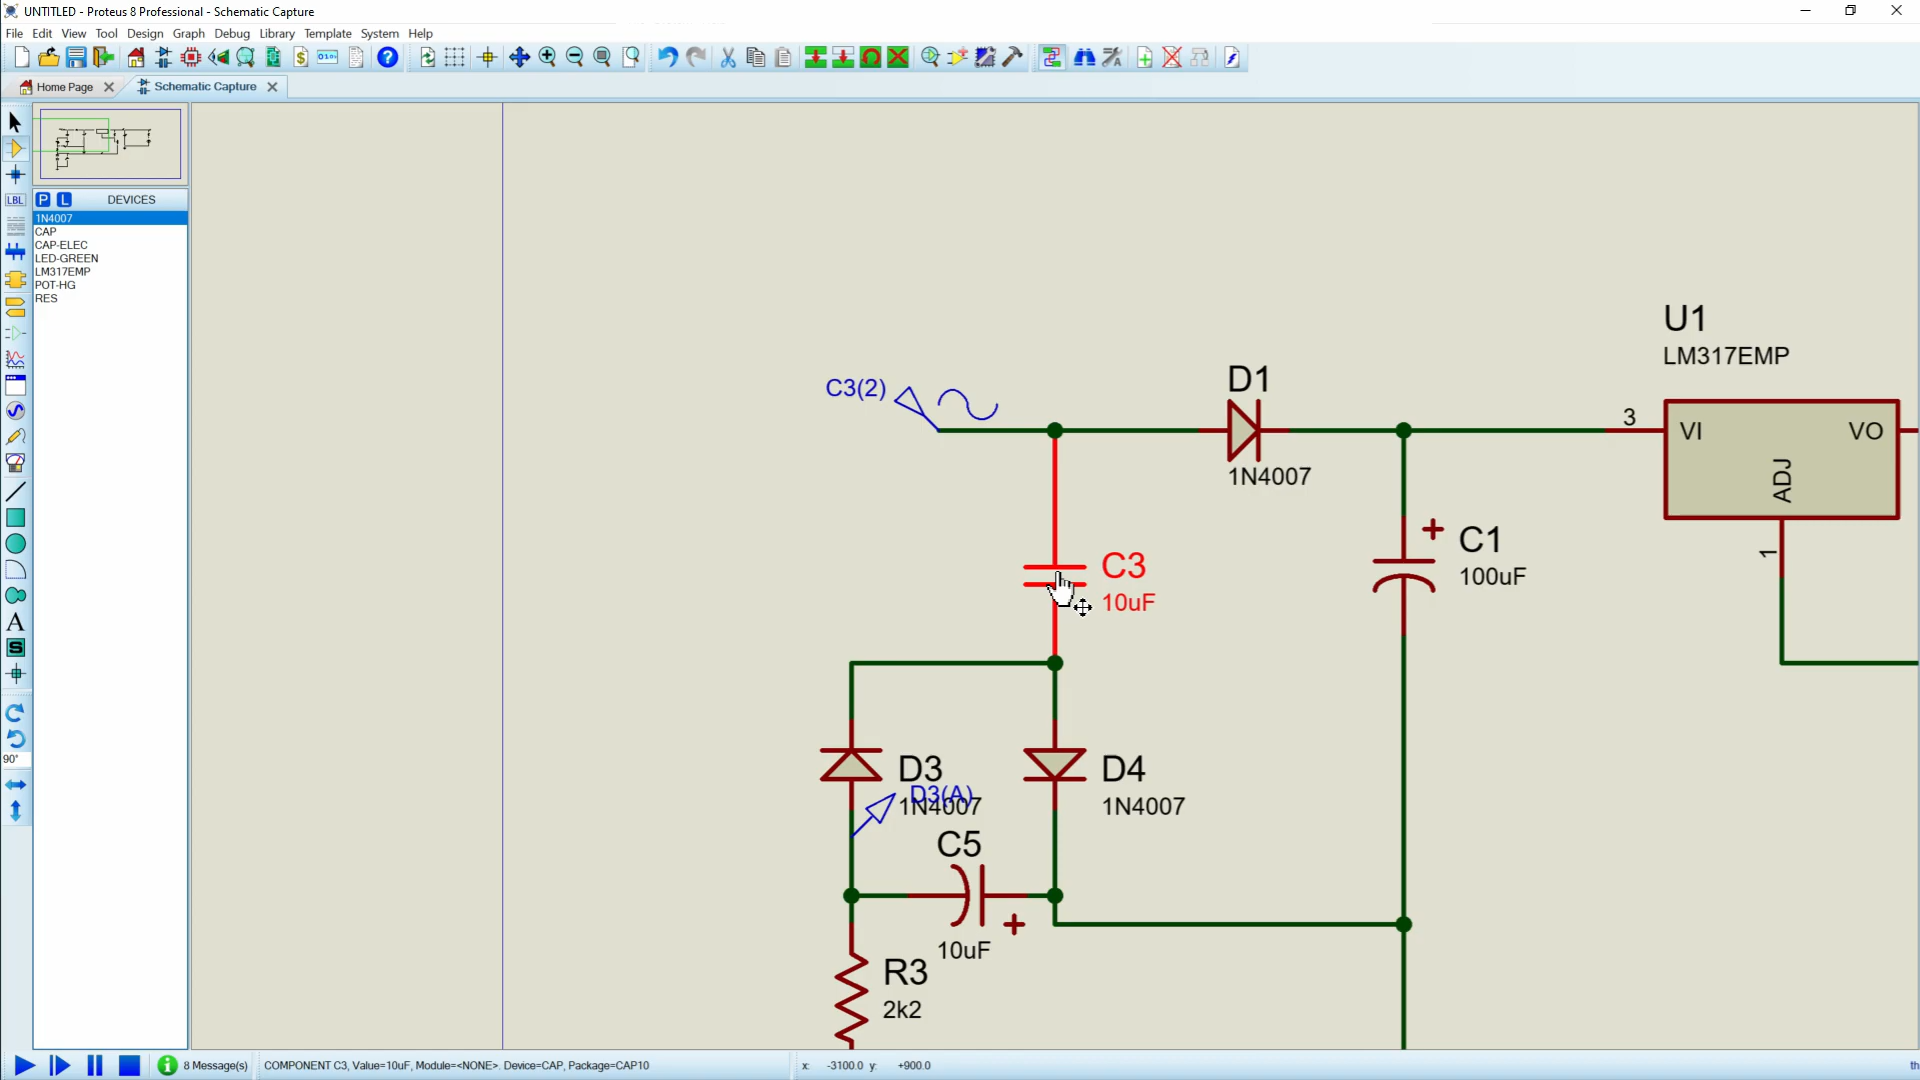 UNTITLED - Proteus 8 Professional - Schematic Capture
File Edit View Tool Design Graph Debug Library Template System Help
Home Page Schematic Capture
P L DEVICES
1N4007
CAP
CAP-ELEC
LED-GREEN
LM317EMP
POT-HG
RES
LBL
A
S
90°
U1
LM317EMP
C3(2)
D1
1N4007
3
VI
VO
ADJ
1
C1
100uF
C3
10uF
D3
D3(A)
1N4007
D4
1N4007
C5
10uF
R3
2k2
8 Message(s)
COMPONENT C3, Value=10uF, Module=<NONE>. Device=CAP, Package=CAP10
x: -3100.0 y: +900.0
th